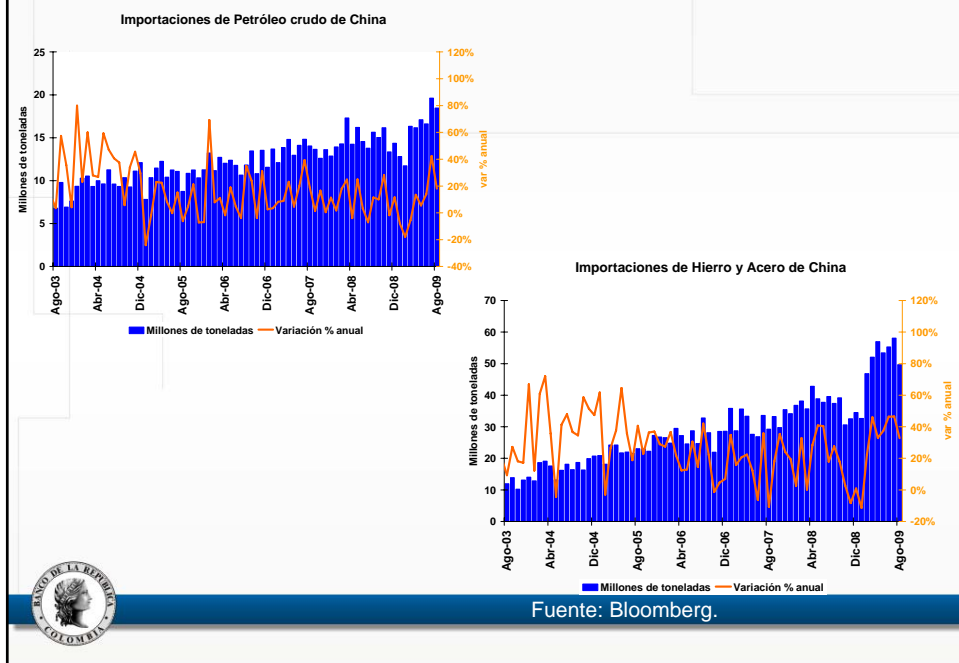 Importaciones de Petróleo crudo de China
25
20
15
10
5
0
Millones de toneladas
120%
100%
80%
60%
40%
20%
0%
-20%
-40%
var % anual
Ago-03
Abr-04
Dic-04
Ago-05
Abr-06
Dic-06
Ago-07
Abr-08
Dic-08
Ago-09
Millones de toneladas
Variación % anual
Importaciones de Hierro y Acero de China
70
60
50
40
30
20
10
0
Millones de toneladas
120%
100%
80%
60%
40%
20%
0%
-20%
var % anual
Ago-03
Abr-04
Dic-04
Ago-05
Abr-06
Dic-06
Ago-07
Abr-08
Dic-08
Ago-09
Millones de toneladas
Variación % anual
BANCO DE LA REPUBLICA
COLOMBIA
Fuente: Bloomberg.